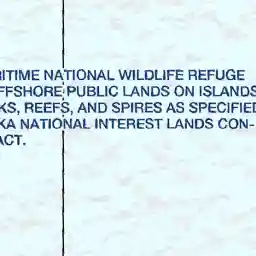 RITIME NATIONAL WILDLIFE REFUGE
FFSHORE PUBLIC LANDS ON ISLANDS
KS, REEFS, AND SPIRES AS SPECIFIED
KA NATIONAL INTEREST LANDS CON-
ACT.